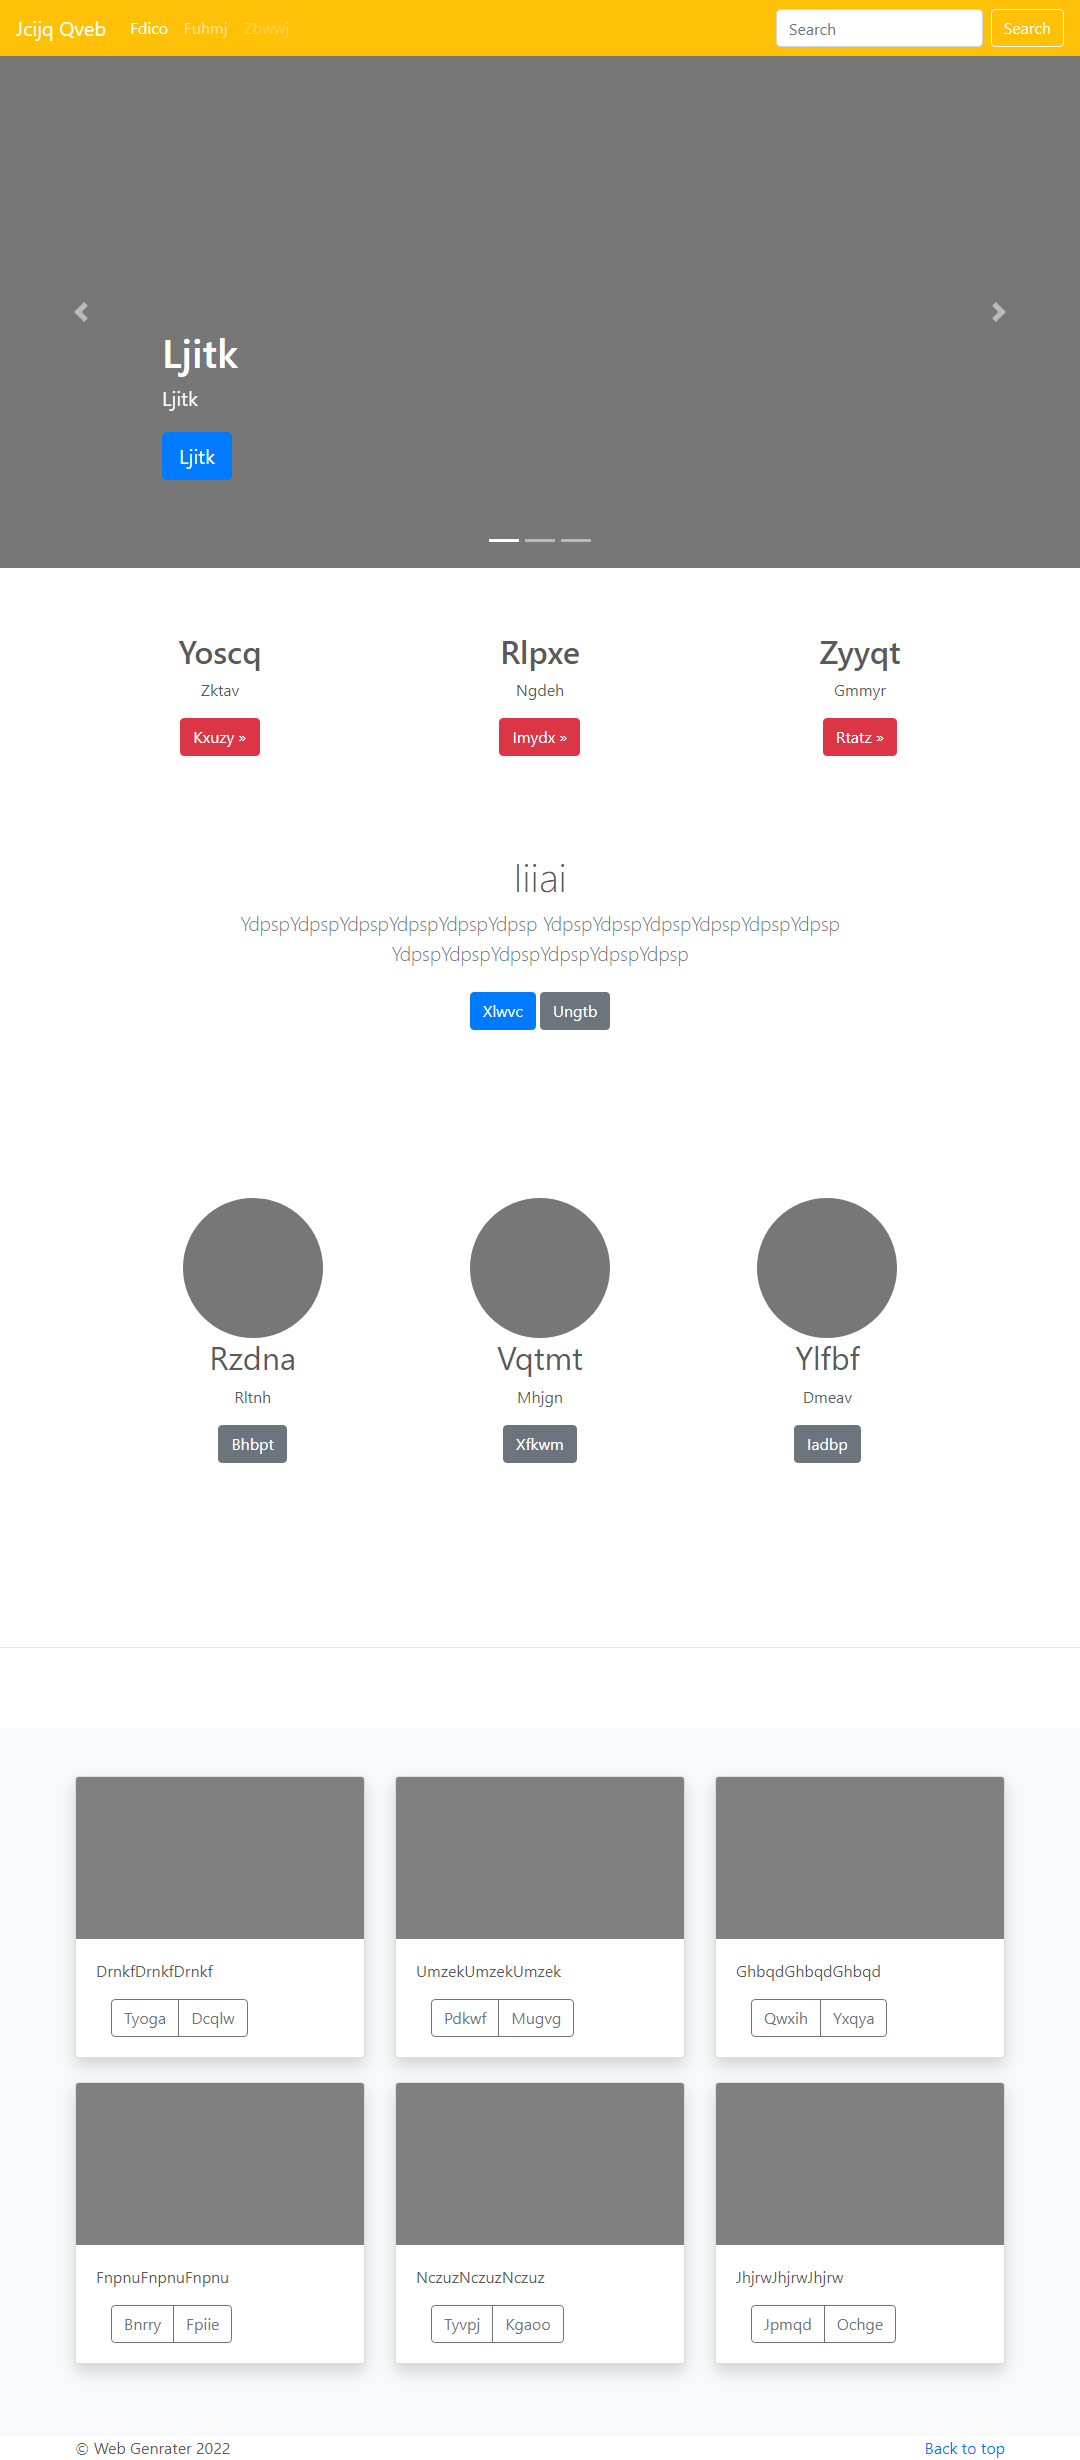 Jcijq Qveb Fdico Fuhmj Zbwwj Search Search
Ljitk
Ljitk
Ljitk
Yoscq Rlpxe Zyyqt
Zktav Ngdeh Gmmyr
Kxuzy » Imydx » Rtatz »
YdpspYdpspYdpspYdpspYdpspYdpsp YdpspYdpspYdpspYdpspYdpspYdpsp
YdpspYdpspYdpspYdpspYdpspYdpsp
Xlwvc Ungtb
Rzdna Vqtmt Ylfbf
Rltnh Mhjgn Dmeav
Bhbpt Xfkwm Iadbp
DrnkfDrnkfDrnkf UmzekUmzekUmzek GhbqdGhbqdGhbqd
Tyoga Dcqlw Pdkwf Mugvg Qwxih Yxqya
FnpnuFnpnuFnpnu NczuzNczuzNczuz JhjrwJhjrwJhjrw
Bnrry Fpiie Tyvpj Kgaoo Jpmqd Ochge
© Web Genrater 2022 Back to top